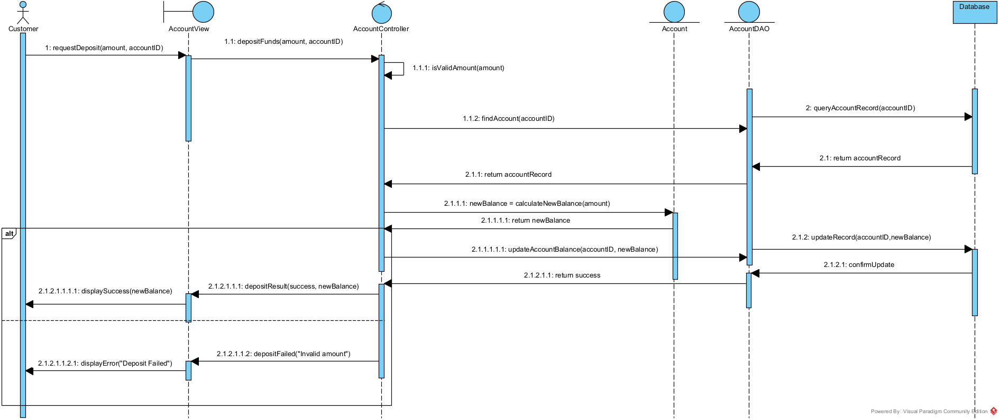 Customer
AccountView
AccountController
Account
AccountDAO
Database
1: requestDeposit(amount, accountID)
1.1: depositFunds(amount, accountID)
1.1.1: isValidAmount(amount)
2: queryAccountRecord(accountID)
1.1.2: findAccount(accountID)
2.1: return accountRecord
2.1.1: return accountRecord
2.1.1.1: newBalance = calculateNewBalance(amount)
2.1.1.1.1: return newBalance
alt
2.1.2: updateRecord(accountID,newBalance)
2.1.1.1.1.1: updateAccountBalance(accountID, newBalance)
2.1.2.1: confirmUpdate
2.1.2.1.1: return success
2.1.2.1.1.1: depositResult(success, newBalance)
2.1.2.1.1.1.1: displaySuccess(newBalance)
2.1.2.1.1.2: depositFailed("Invalid amount")
2.1.2.1.1.2.1: displayError("Deposit Failed")
Powered By Visual Paradigm Community Edition